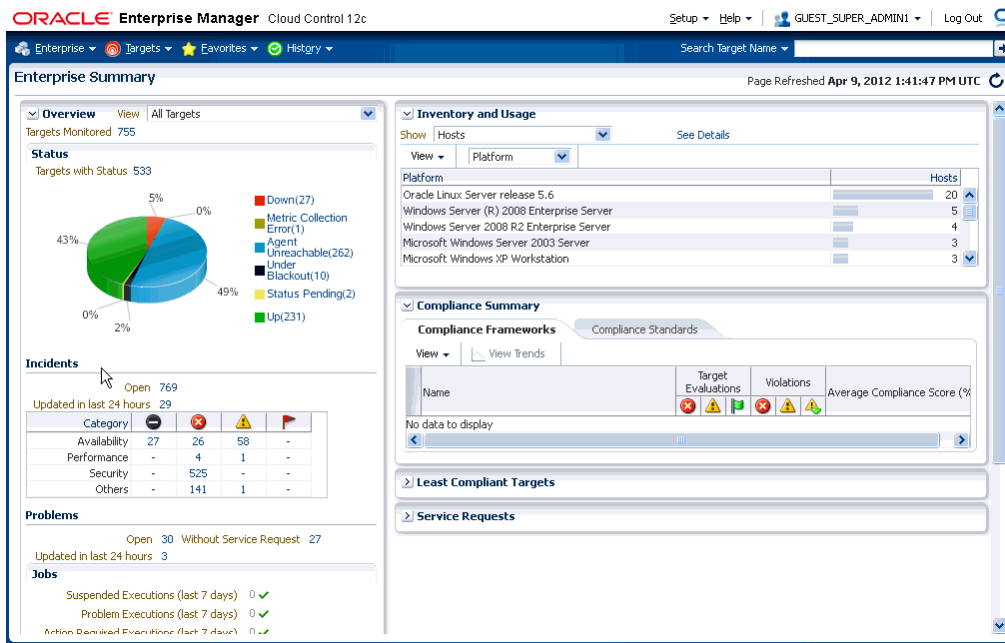 ORACLE Enterprise Manager Cloud Control 12c
Setup Help GUEST_SUPER_ADMIN1 Log Out
Enterprise Targets Favorites History Search Target Name
Enterprise Summary
Page Refreshed Apr 9, 2012 1:41:47 PM UTC
Overview View All Targets
Targets Monitored 755
Status
Targets with Status 533
5%
0%
43%
49%
0%
2%
Down(27)
Metric Collection
Error(1)
Agent
Unreachable(262)
Under
Blackout(10)
Status Pending(2)
Up(231)
Incidents
Open 769
Updated in last 24 hours 29
Category
Availability 27 26 58 -
Performance - 4 1 -
Security - 525 - -
Others - 141 1 -
Problems
Open 30 Without Service Request 27
Updated in last 24 hours 3
Jobs
Suspended Executions (last 7 days) 0
Problem Executions (last 7 days) 0
Action Required Executions (last 7 days) 0
Inventory and Usage
Show Hosts See Details
View Platform
Platform Hosts
Oracle Linux Server release 5.6 20
Windows Server (R) 2008 Enterprise Server 5
Windows Server 2008 R2 Enterprise Server 4
Microsoft Windows Server 2003 Server 3
Microsoft Windows XP Workstation 3
Compliance Summary
Compliance Frameworks Compliance Standards
View View Trends
Name
Target
Evaluations
Violations
Average Compliance Score (%
No data to display
Least Compliant Targets
Service Requests